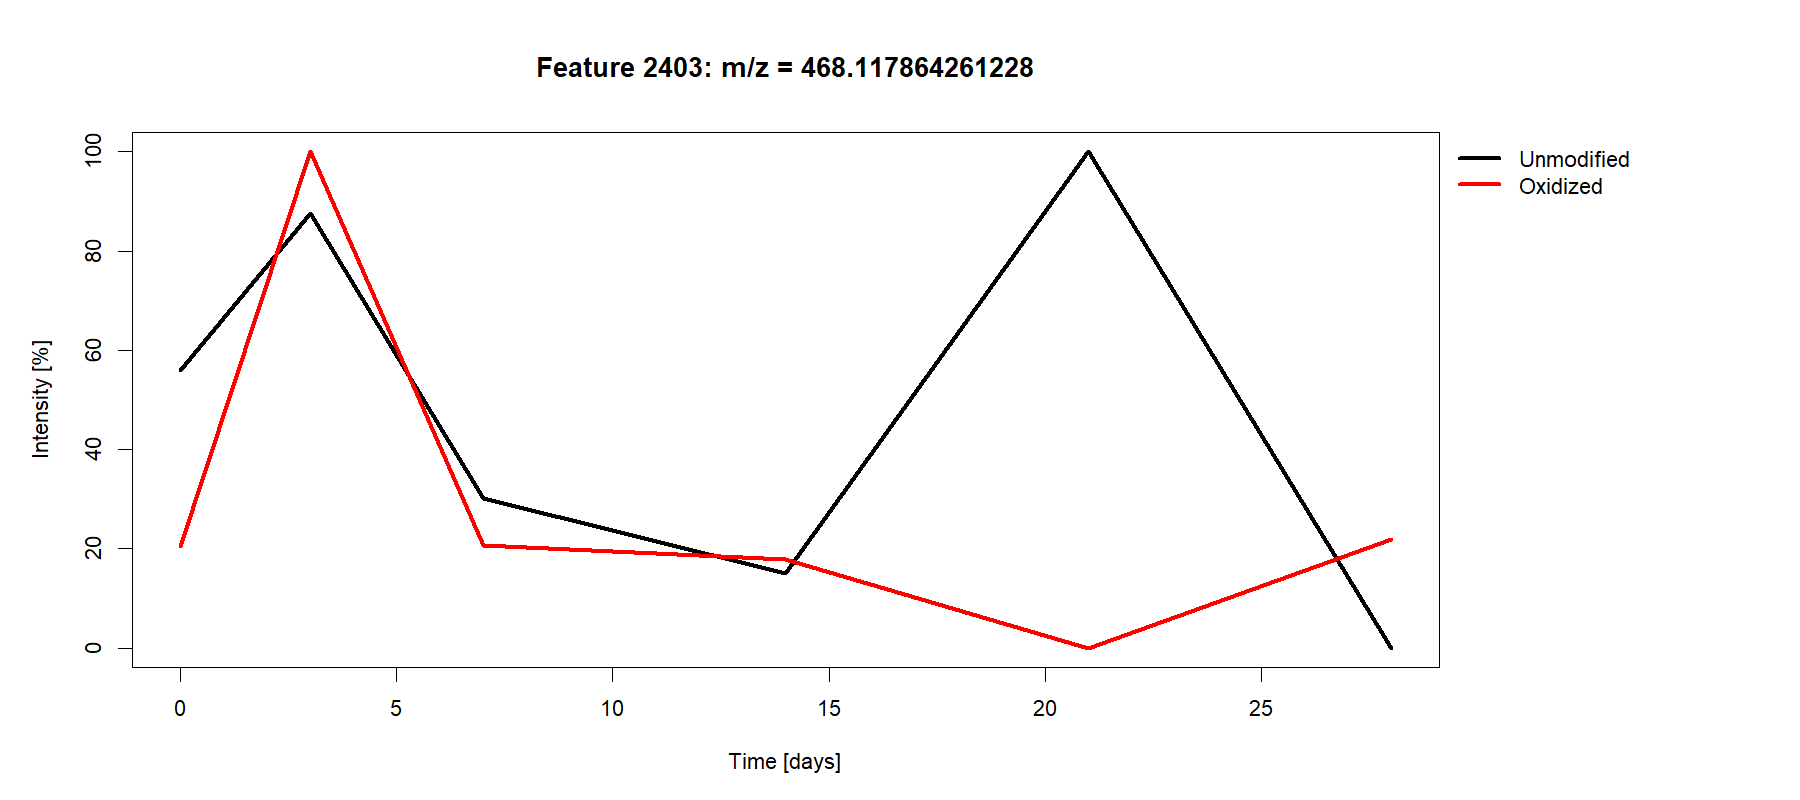 Feature 2403: m/z = 468.117864261228
100
80
60
40
20
0
Intensity [%]
Unmodified
Oxidized
0 5 10 15 20 25
Time [days]